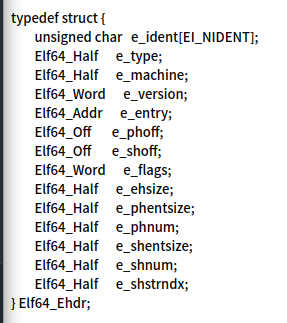 typedef struct {
unsigned char e_ident[EI_NIDENT];
Elf64_Half e_type;
Elf64_Half e_machine;
Elf64_Word e_version;
Elf64_Addr e_entry;
Elf64_Off e_phoff;
Elf64_Off e_shoff;
Elf64_Word e_flags;
Elf64_Half e_ehsize;
Elf64_Half e_phentsize;
Elf64_Half e_phnum;
Elf64_Half e_shentsize;
Elf64_Half e_shnum;
Elf64_Half e_shstrndx;
} Elf64_Ehdr;